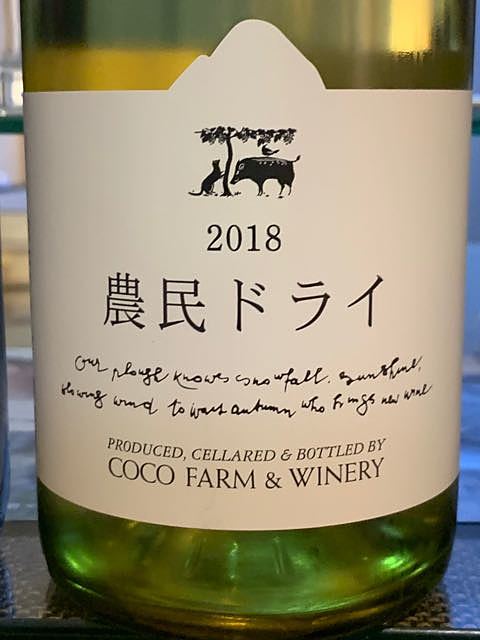 2018
農民ドライ
our plough knows snowfall, sunshine,
blowing wind to wait autumn who brings new wine
PRODUCED, CELLARED & BOTTLED BY
COCO FARM & WINERY